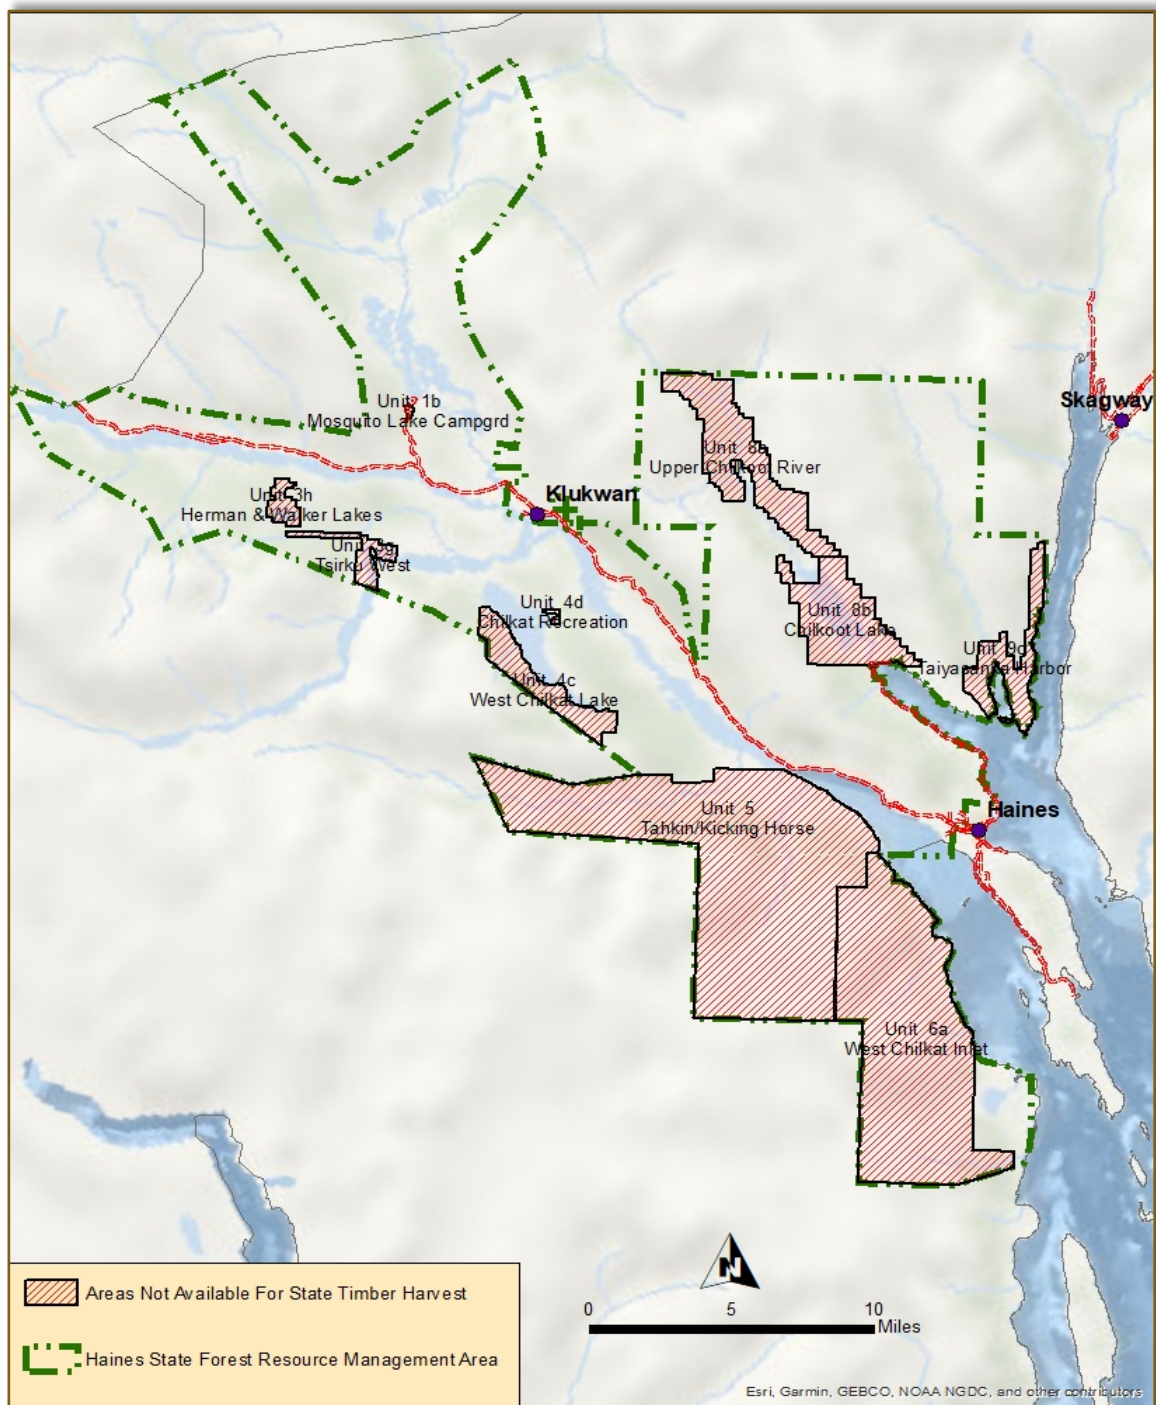 Skagway
Unit 1b
Mosquito Lake Campgrd
Unit
Upper Chilkoot River
Klukwan
Unit 3h
Herman & Walker Lakes
Tsirku West
Unit 4d
Chilkat Recreation
Unit 8b
Chilkoot Lake
Unit
Taiyasanka Harbor
Unit 4c
West Chilkat Lake
Unit 5
Tahkin/Kicking Horse
Haines
Unit 6a
West Chilkat Inlet
N
0 5 10
Miles
Areas Not Available For State Timber Harvest
Haines State Forest Resource Management Area
Esri, Garmin, GEBCO, NOAA NGDC, and other contributors